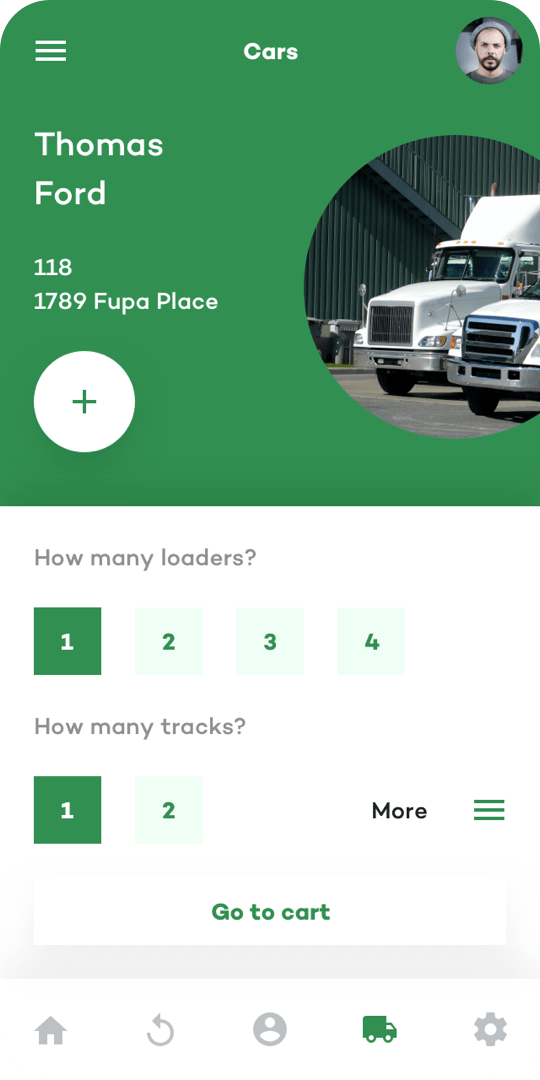 Cars
Thomas
Ford
118
1789 Fupa Place
How many loaders?
1 2 3 4
How many tracks?
1 2 More
Go to cart